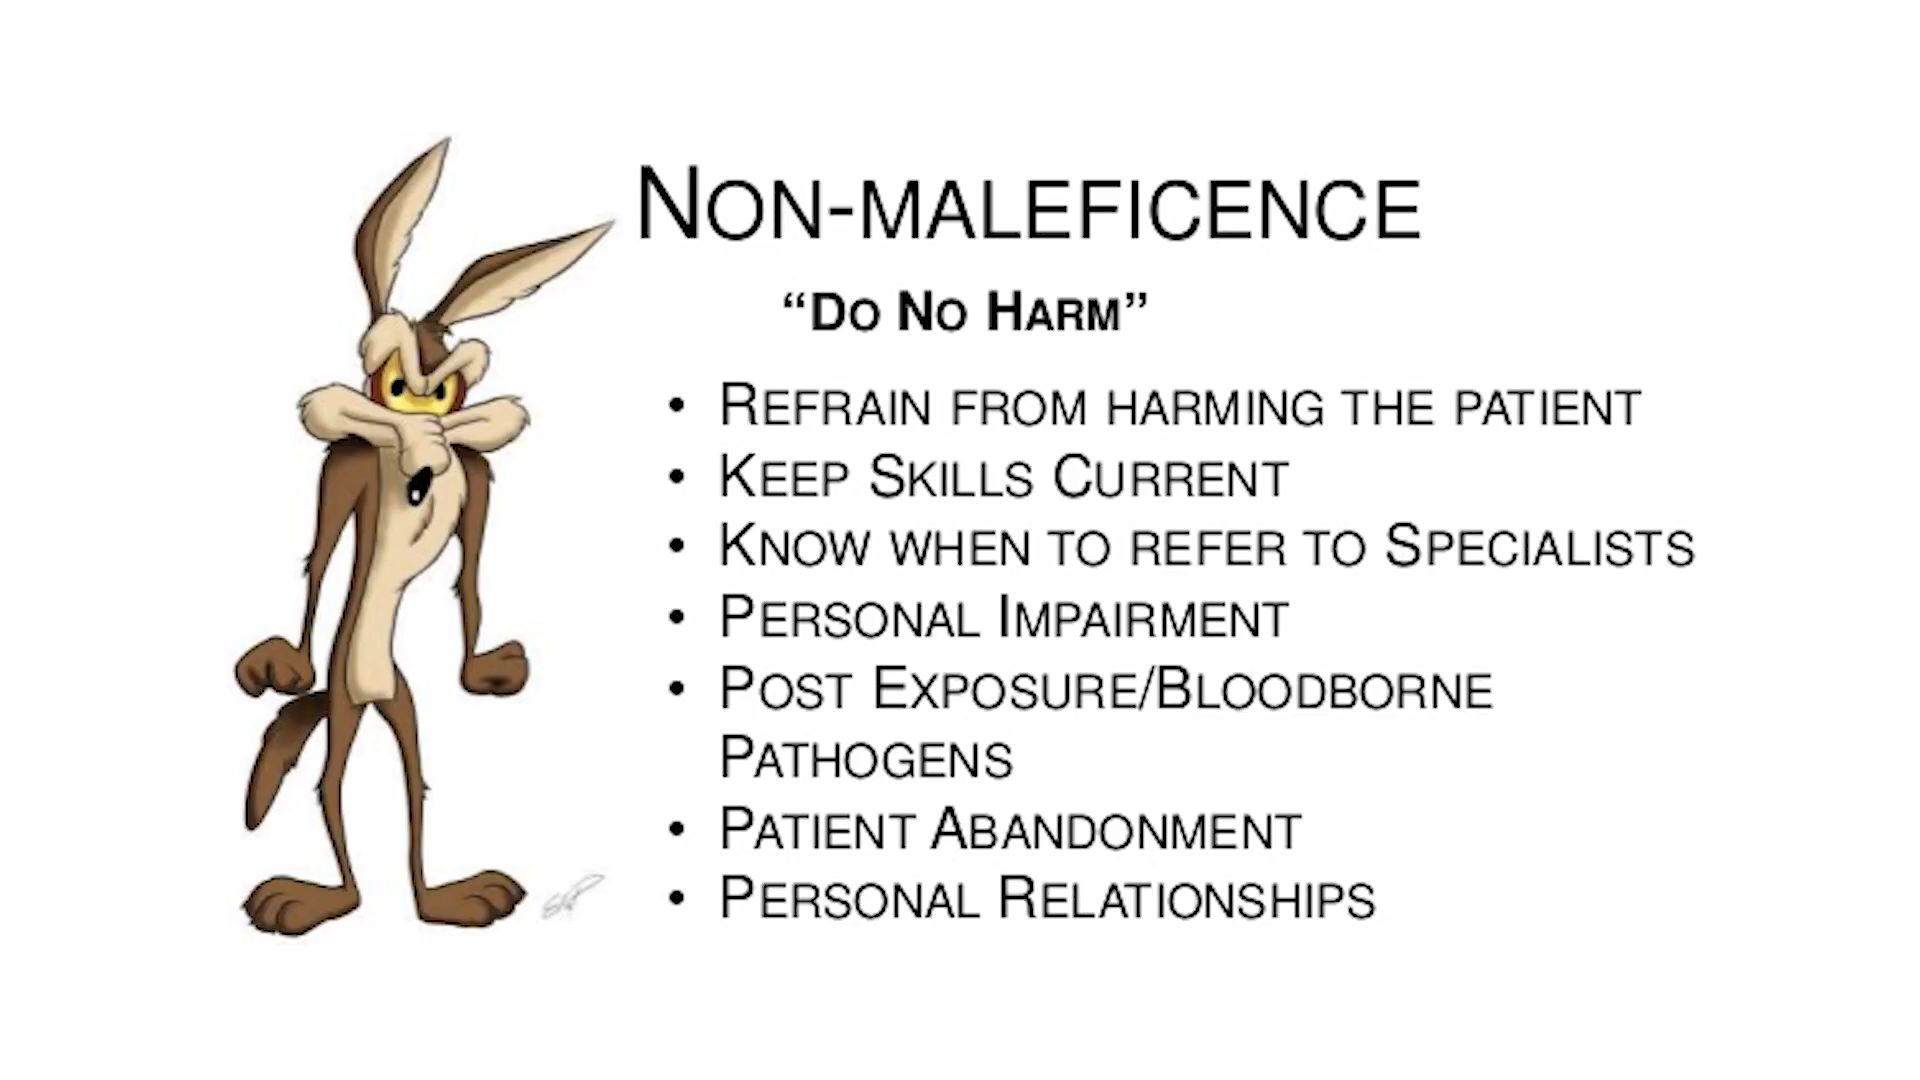 NON-MALEFICENCE
“DO NO HARM”
• REFRAIN FROM HARMING THE PATIENT
• KEEP SKILLS CURRENT
• KNOW WHEN TO REFER TO SPECIALISTS
• PERSONAL IMPAIRMENT
• POST EXPOSURE/BLOODBORNE
PATHOGENS
• PATIENT ABANDONMENT
• PERSONAL RELATIONSHIPS